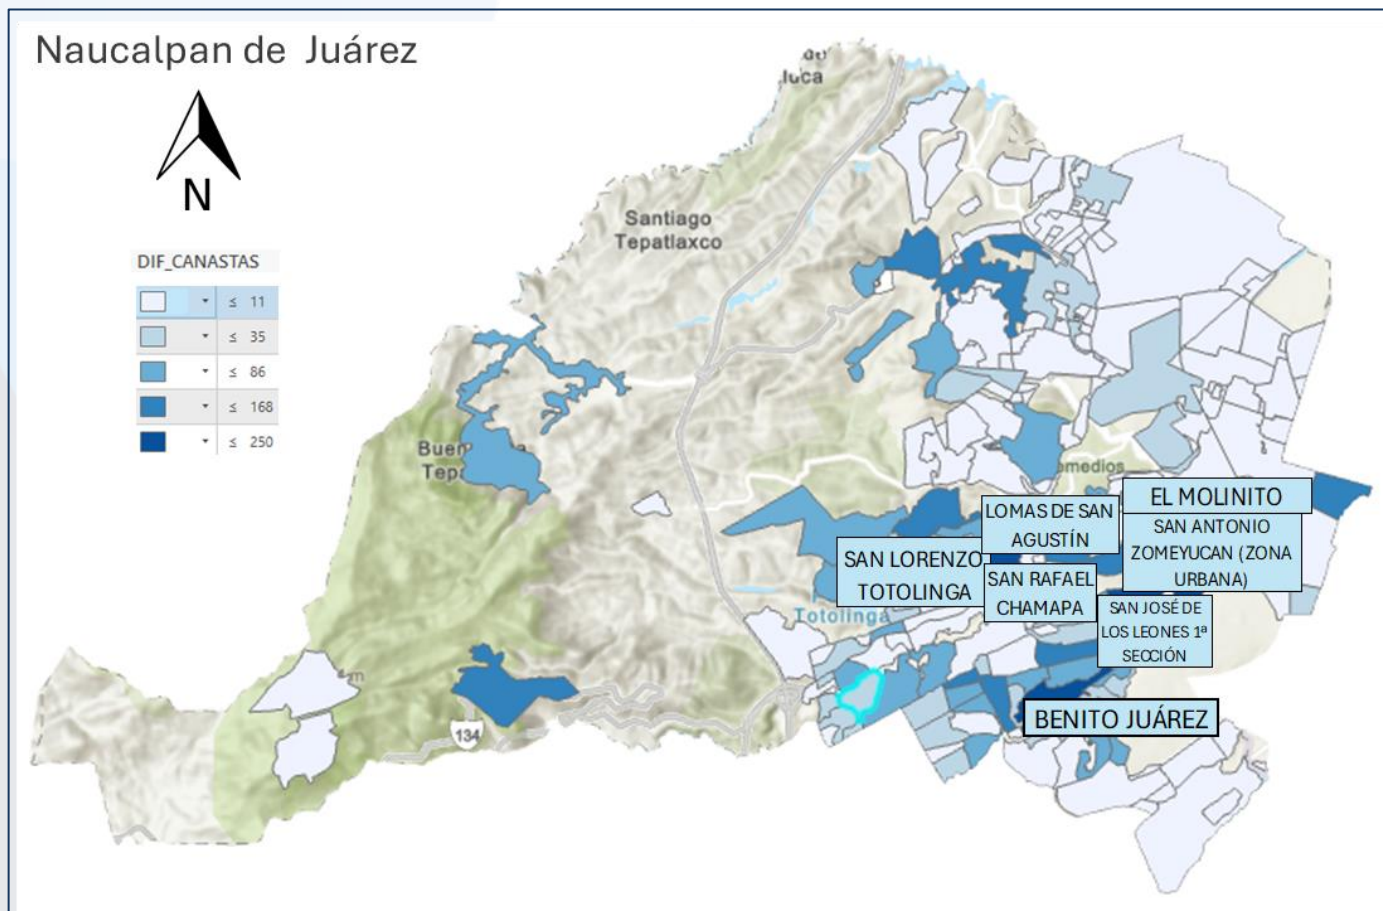 Naucalpan de Juárez
N
DIF_CANASTAS
≤ 11
≤ 35
≤ 86
≤ 168
≤ 250
Santiago
Tepatlaxco
134
Totolinga
EL MOLINITO
LOMAS DE SAN
AGUSTÍN
SAN ANTONIO
ZOMEYUCAN (ZONA
URBANA)
SAN LORENZO
TOTOLINGA
SAN RAFAEL
CHAMAPA
SAN JOSÉ DE
LOS LEONES 1ª
SECCIÓN
BENITO JUÁREZ